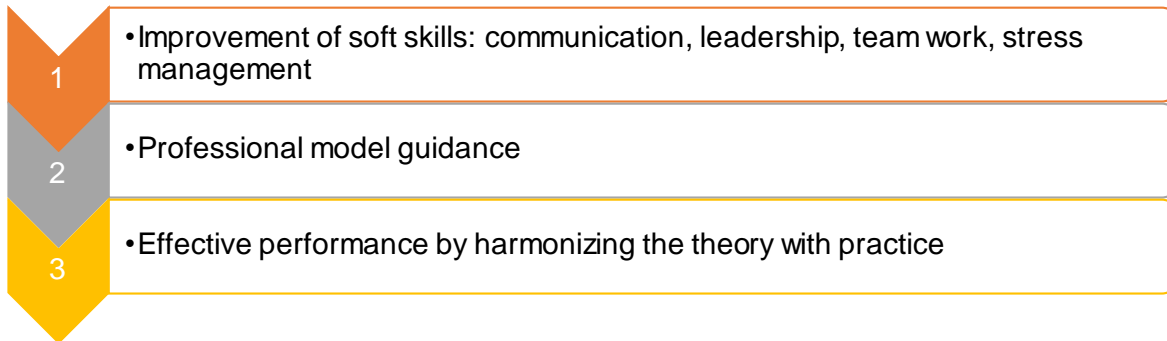 1
•Improvement of soft skills: communication, leadership, team work, stress
management
2
•Professional model guidance
3
•Effective performance by harmonizing the theory with practice